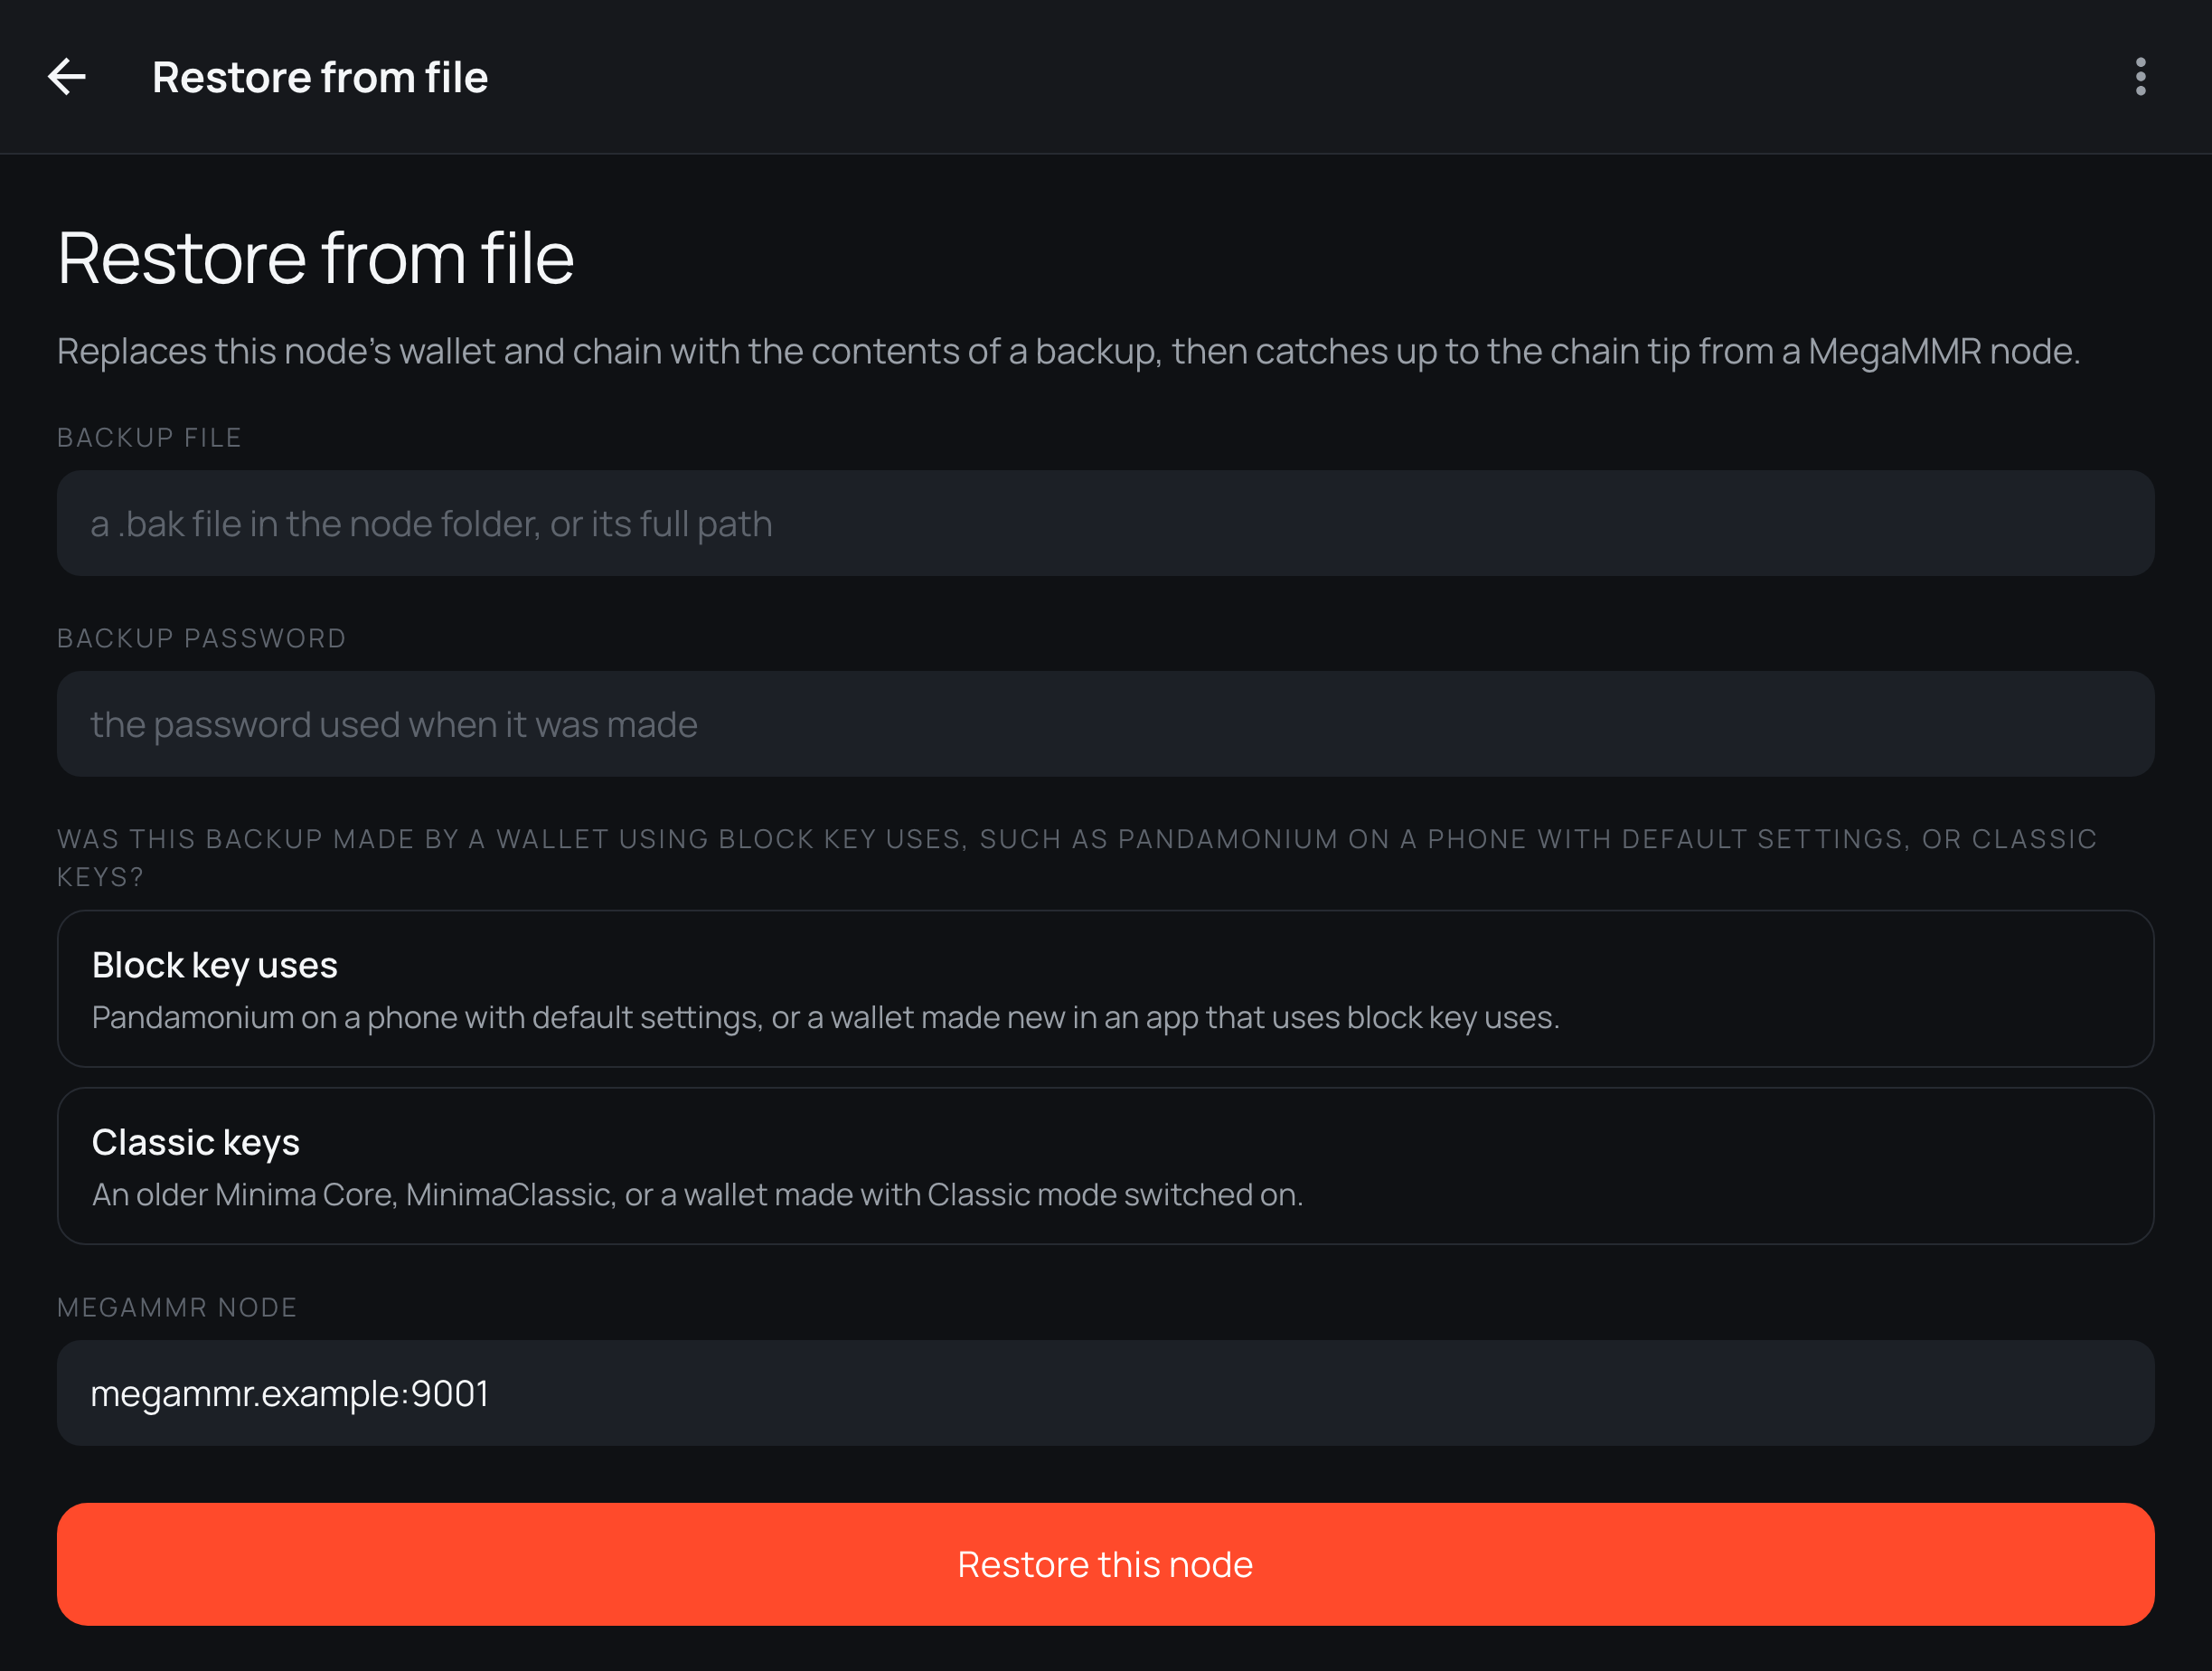 Restore from file
Restore from file
Replaces this node’s wallet and chain with the contents of a backup, then catches up to the chain tip from a MegaMMR node.
BACKUP FILE
a .bak file in the node folder, or its full path
BACKUP PASSWORD
the password used when it was made
WAS THIS BACKUP MADE BY A WALLET USING BLOCK KEY USES, SUCH AS PANDAMONIUM ON A PHONE WITH DEFAULT SETTINGS, OR CLASSIC
KEYS?
Block key uses
Pandamonium on a phone with default settings, or a wallet made new in an app that uses block key uses.
Classic keys
An older Minima Core, MinimaClassic, or a wallet made with Classic mode switched on.
MEGAMMR NODE
megammr.example:9001
Restore this node